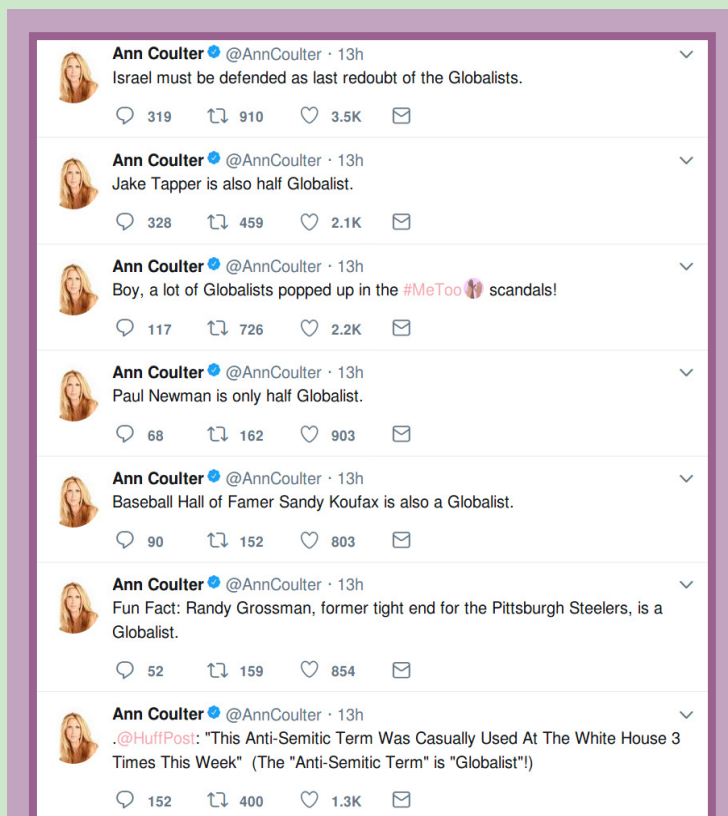 Ann Coulter @AnnCoulter · 13h
Israel must be defended as last redoubt of the Globalists.
319 910 3.5K
Ann Coulter @AnnCoulter · 13h
Jake Tapper is also half Globalist.
328 459 2.1K
Ann Coulter @AnnCoulter · 13h
Boy, a lot of Globalists popped up in the #MeToo scandals!
117 726 2.2K
Ann Coulter @AnnCoulter · 13h
Paul Newman is only half Globalist.
68 162 903
Ann Coulter @AnnCoulter · 13h
Baseball Hall of Famer Sandy Koufax is also a Globalist.
90 152 803
Ann Coulter @AnnCoulter · 13h
Fun Fact: Randy Grossman, former tight end for the Pittsburgh Steelers, is a
Globalist.
52 159 854
Ann Coulter @AnnCoulter · 13h
.@HuffPost: "This Anti-Semitic Term Was Casually Used At The White House 3
Times This Week" (The "Anti-Semitic Term" is "Globalist"!)
152 400 1.3K